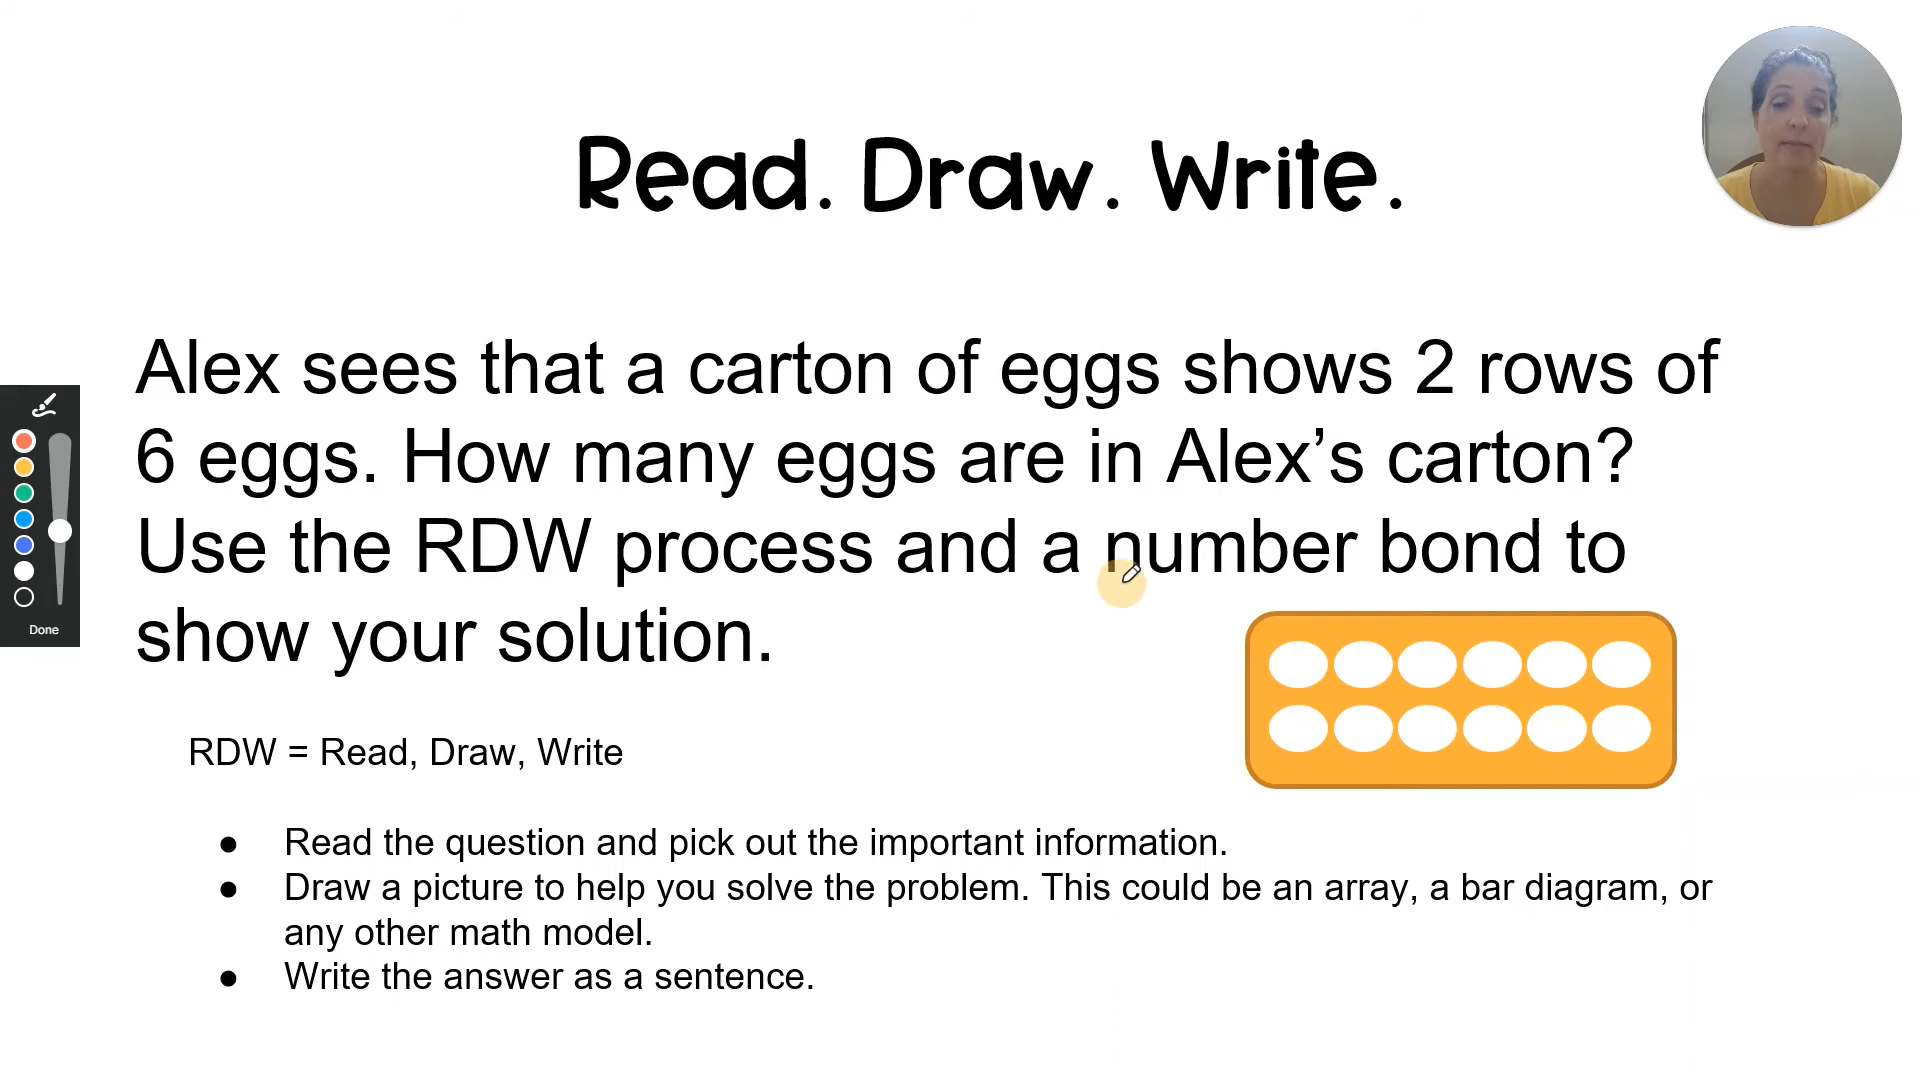 Read. Draw. Write.
Alex sees that a carton of eggs shows 2 rows of
6 eggs. How many eggs are in Alex’s carton?
Use the RDW process and a number bond to
show your solution.
RDW = Read, Draw, Write
● Read the question and pick out the important information.
● Draw a picture to help you solve the problem. This could be an array, a bar diagram, or
any other math model.
● Write the answer as a sentence.
Done